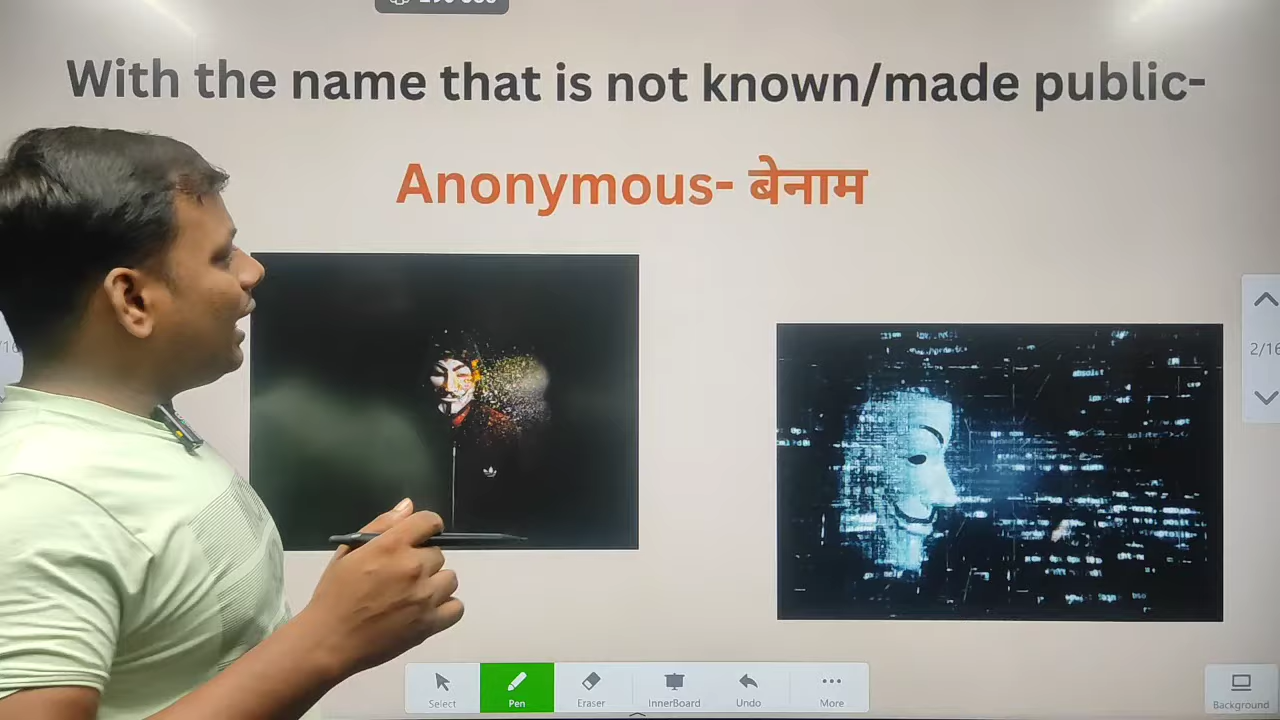 With the name that is not known/made public-
Anonymous- बेनाम
2/16
Select
Pen
Eraser
InnerBoard
Undo
More
Background